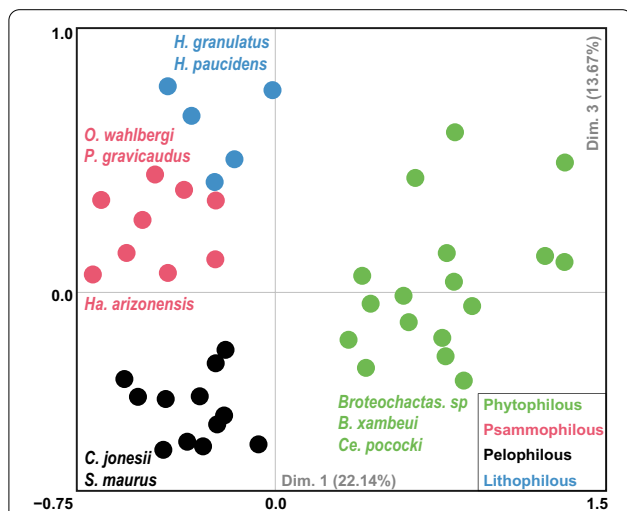 1.0
H. granulatus
H. paucidens
Dim. 3 (13.67%)
O. wahlbergi
P. gravicaudus
0.0
Ha. arizonensis
Broteochactas. sp
B. xambeui
Ce. pococki
Phytophilous
Psammophilous
Pelophilous
Lithophilous
C. jonesii
S. maurus
Dim. 1 (22.14%)
−0.75
0.0
1.5